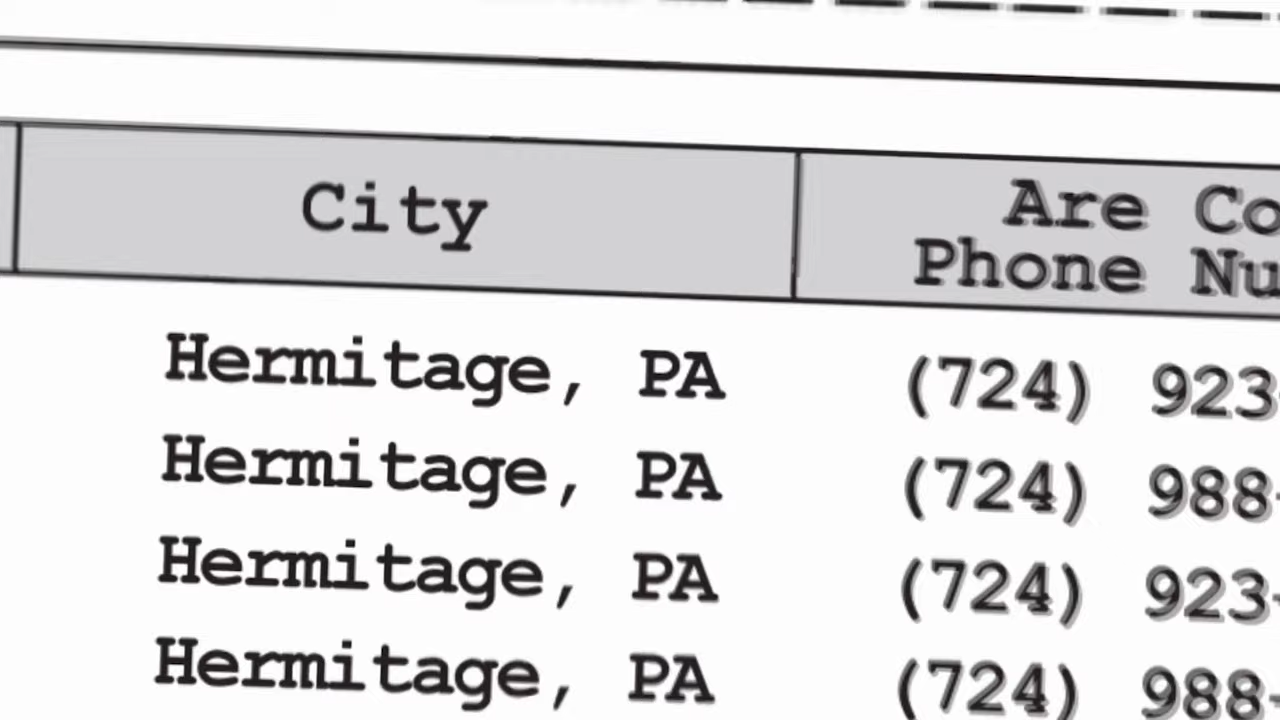 City
Are Co
Phone Nu
Hermitage, PA (724) 923-
Hermitage, PA (724) 988-
Hermitage, PA (724) 923-
Hermitage, PA (724) 988-